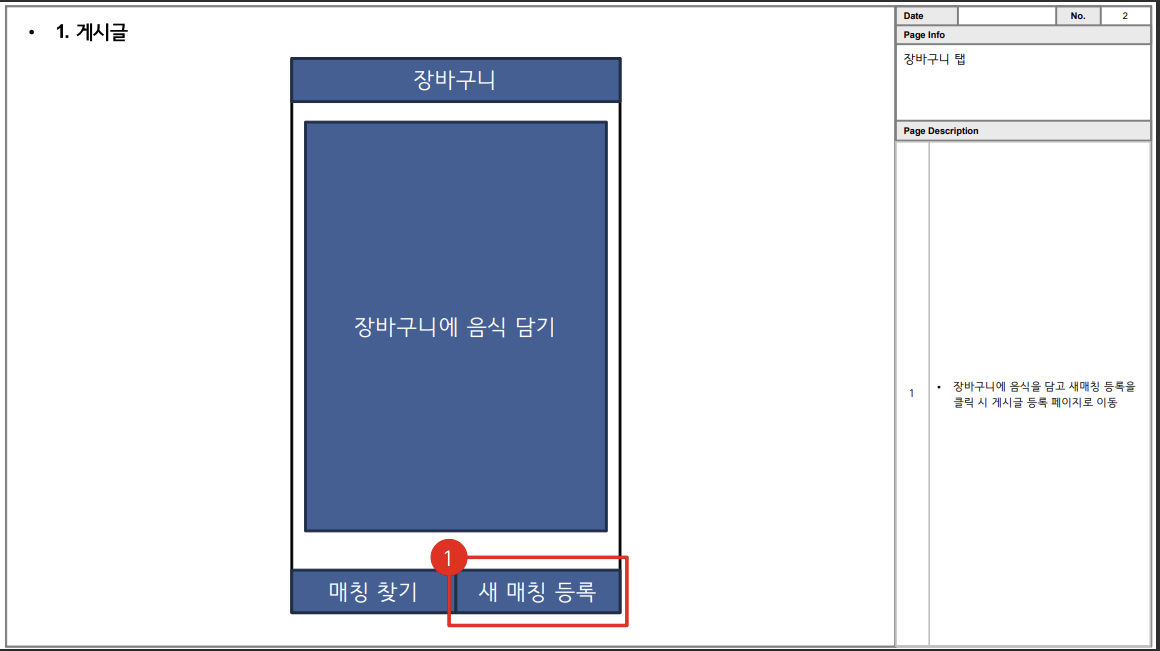 • 1. 게시글
장바구니
장바구니에 음식 담기
1
매칭 찾기
새 매칭 등록
Date
No.
2
Page Info
장바구니 탭
Page Description
1
• 장바구니에 음식을 담고 새매칭 등록을
클릭 시 게시글 등록 페이지로 이동